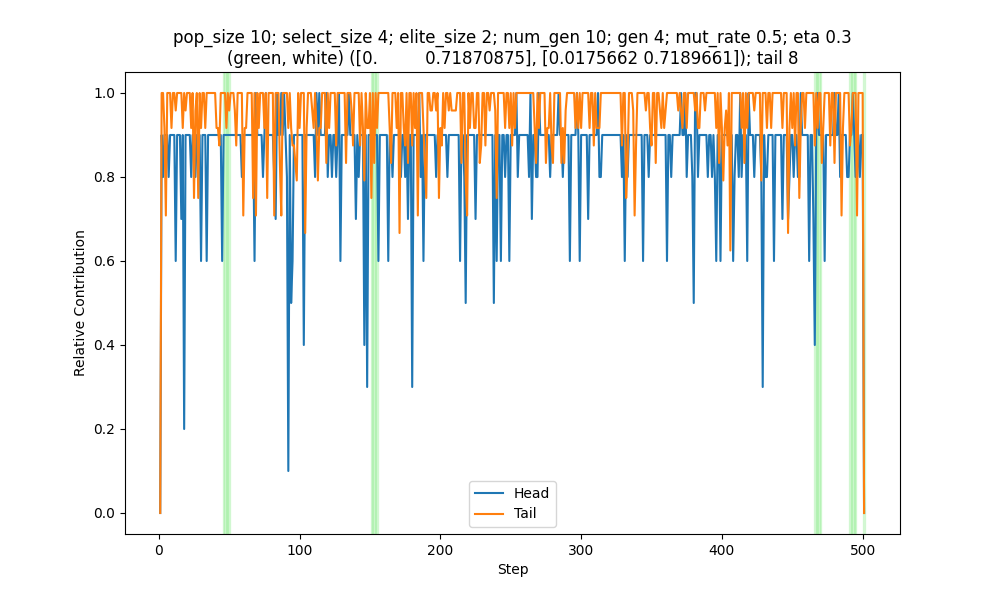 pop_size 10; select_size 4; elite_size 2; num_gen 10; gen 4; mut_rate 0.5; eta 0.3
(green, white) ([0. 0.71870875], [0.0175662 0.7189661]); tail 8
1.0
0.8
0.6
0.4
0.2
0.0
Relative Contribution
Head
Tail
0 100 200 300 400 500
Step